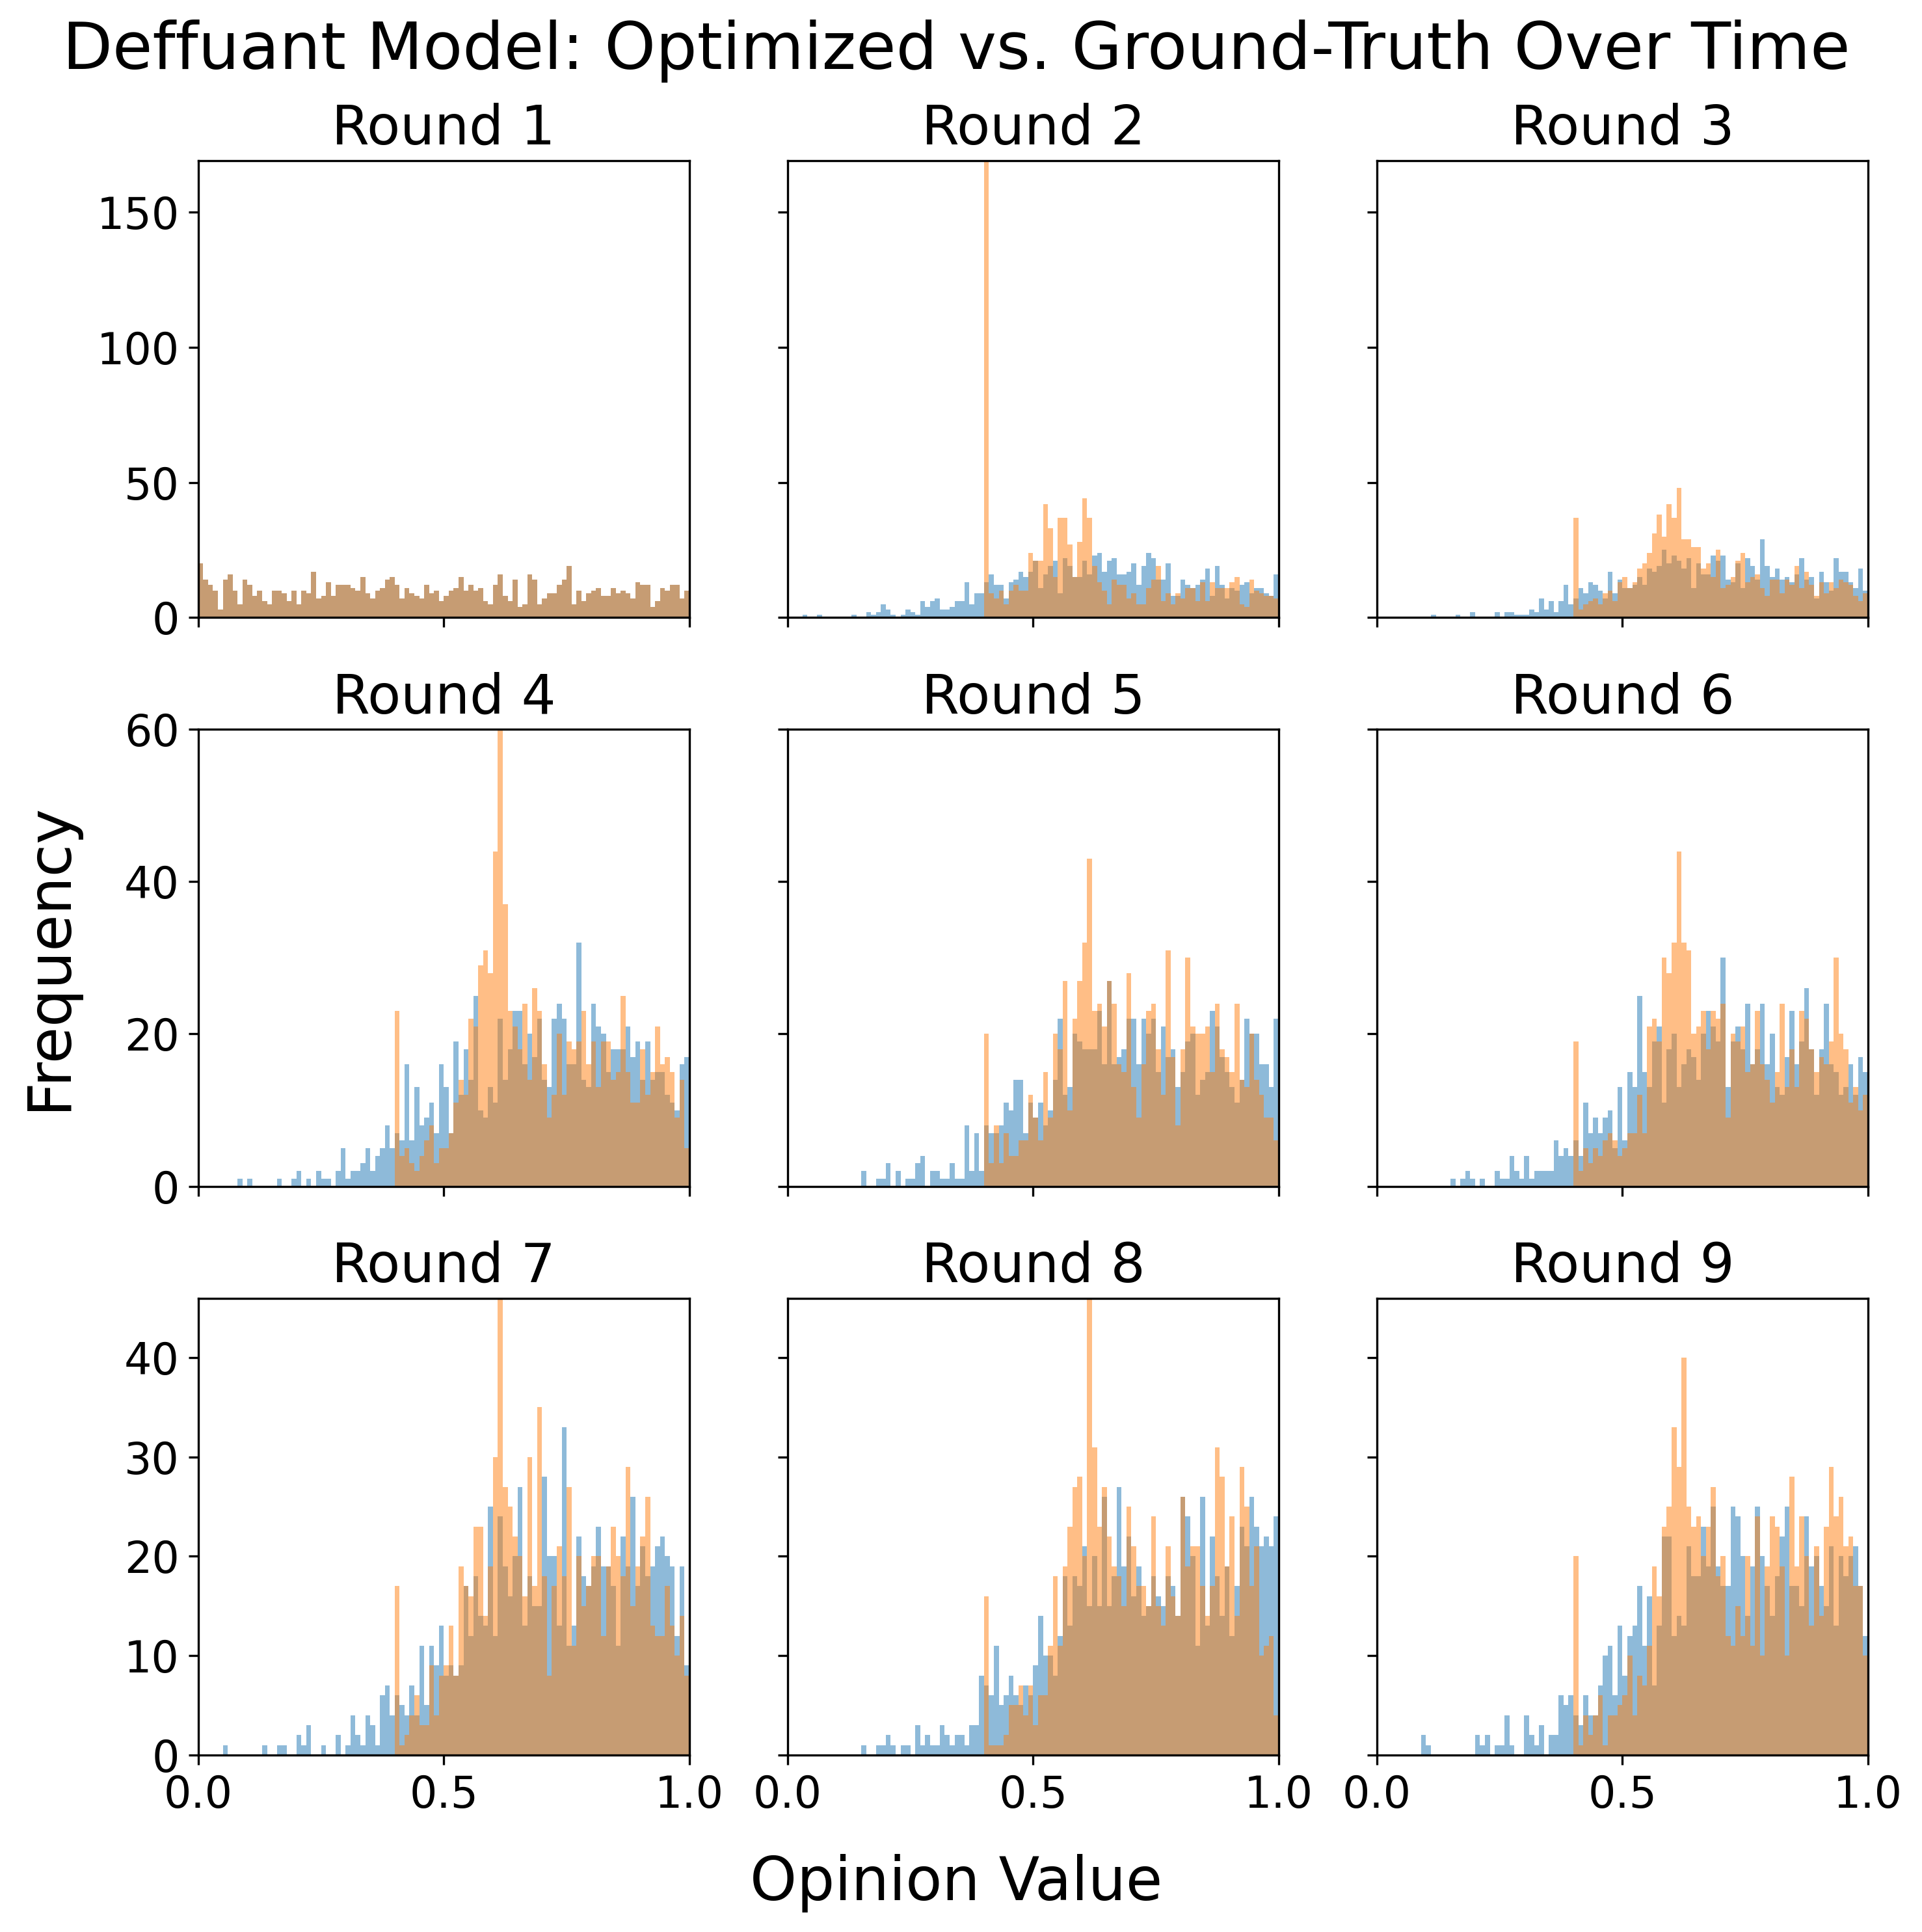 Deffuant Model: Optimized vs. Ground-Truth Over Time
Round 1
Round 2
Round 3
150
100
50
0
Round 4
Round 5
Round 6
60
40
20
0
Frequency
Round 7
Round 8
Round 9
40
30
20
10
0
0.0 0.5 1.0
0.0 0.5 1.0
0.0 0.5 1.0
Opinion Value